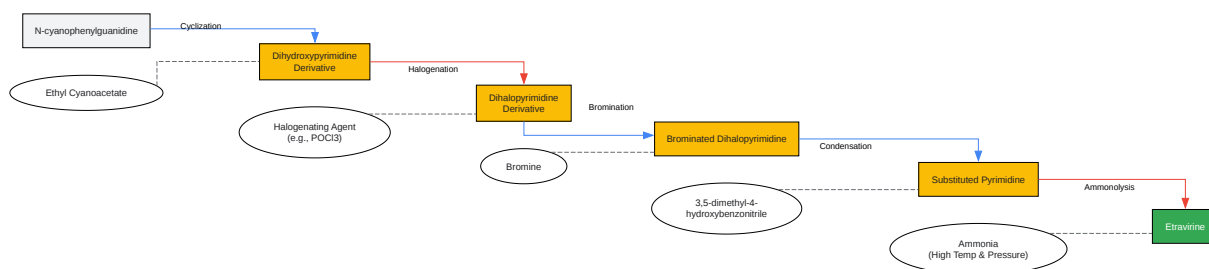 N-cyanophenylguanidine
Cyclization
Dihydroxypyrimidine
Derivative
Ethyl Cyanoacetate
Halogenation
Dihalopyrimidine
Derivative
Halogenating Agent
(e.g., POCl3)
Bromination
Brominated Dihalopyrimidine
Bromine
Condensation
Substituted Pyrimidine
3,5-dimethyl-4-
hydroxybenzonitrile
Ammonolysis
Etravirine
Ammonia
(High Temp & Pressure)